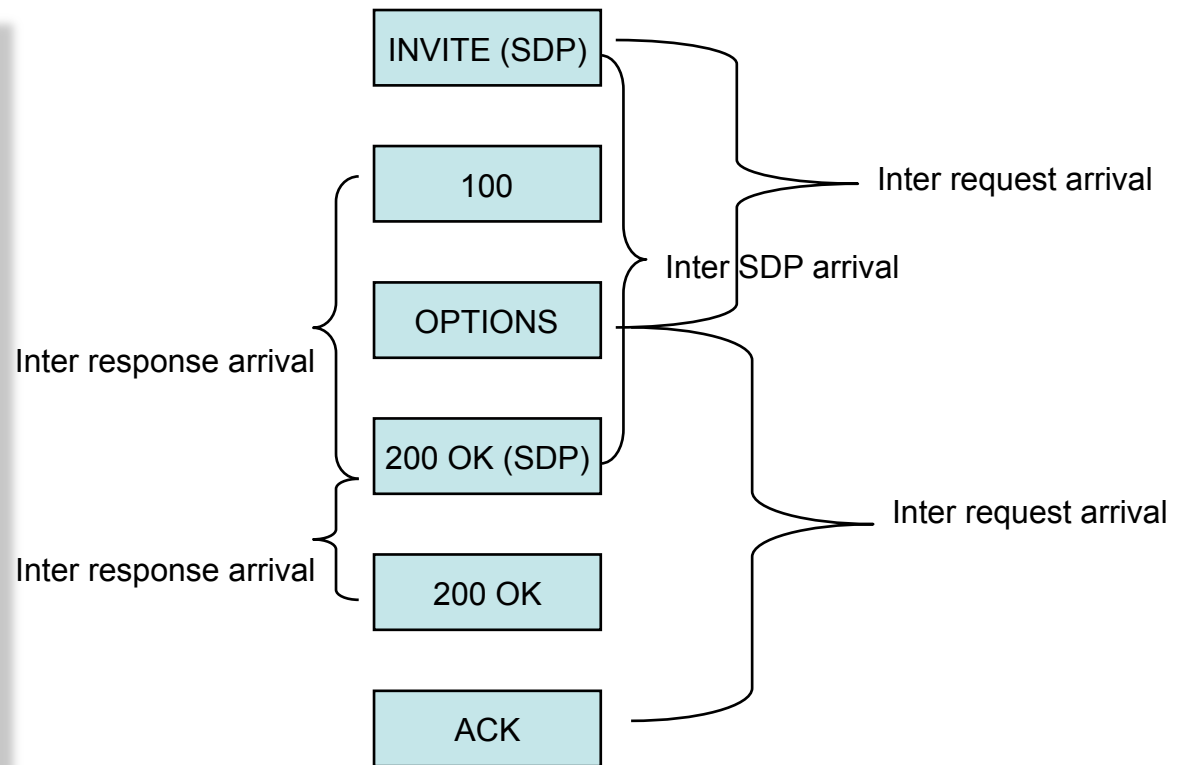 INVITE (SDP)
100
Inter request arrival
Inter SDP arrival
OPTIONS
Inter response arrival
200 OK (SDP)
Inter request arrival
Inter response arrival
200 OK
ACK